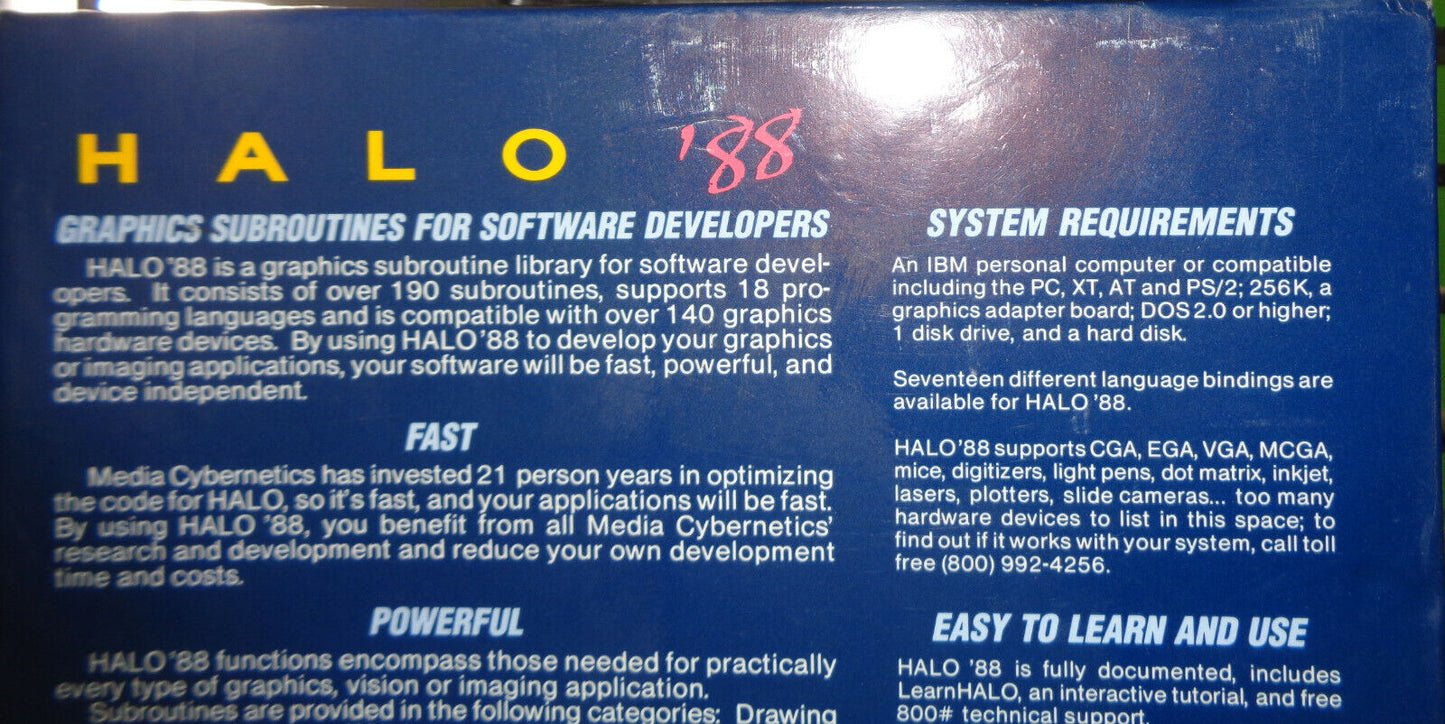 HALO '88
GRAPHICS SUBROUTINES FOR SOFTWARE DEVELOPERS
HALO '88 is a graphics subroutine library for software devel-
opers. It consists of over 190 subroutines, supports 18 pro-
gramming languages and is compatible with over 140 graphics
hardware devices. By using HALO '88 to develop your graphics
or imaging applications, your software will be fast, powerful, and
device independent.
FAST
Media Cybernetics has invested 21 person years in optimizing
the code for HALO, so it's fast, and your applications will be fast.
By using HALO '88, you benefit from all Media Cybernetics'
research and development and reduce your own development
time and costs.
POWERFUL
HALO '88 functions encompass those needed for practically
every type of graphics, vision or imaging application.
Subroutines are provided in the following categories: Drawing
SYSTEM REQUIREMENTS
An IBM personal computer or compatible
including the PC, XT, AT and PS/2; 256K, a
graphics adapter board; DOS 2.0 or higher;
1 disk drive, and a hard disk.
Seventeen different language bindings are
available for HALO '88.
HALO '88 supports CGA, EGA, VGA, MCGA,
mice, digitizers, light pens, dot matrix, inkjet,
lasers, plotters, slide cameras... too many
hardware devices to list in this space; to
find out if it works with your system, call toll
free (800) 992-4256.
EASY TO LEARN AND USE
HALO '88 is fully documented, includes
LearnHALO, an interactive tutorial, and free
800# technical support.